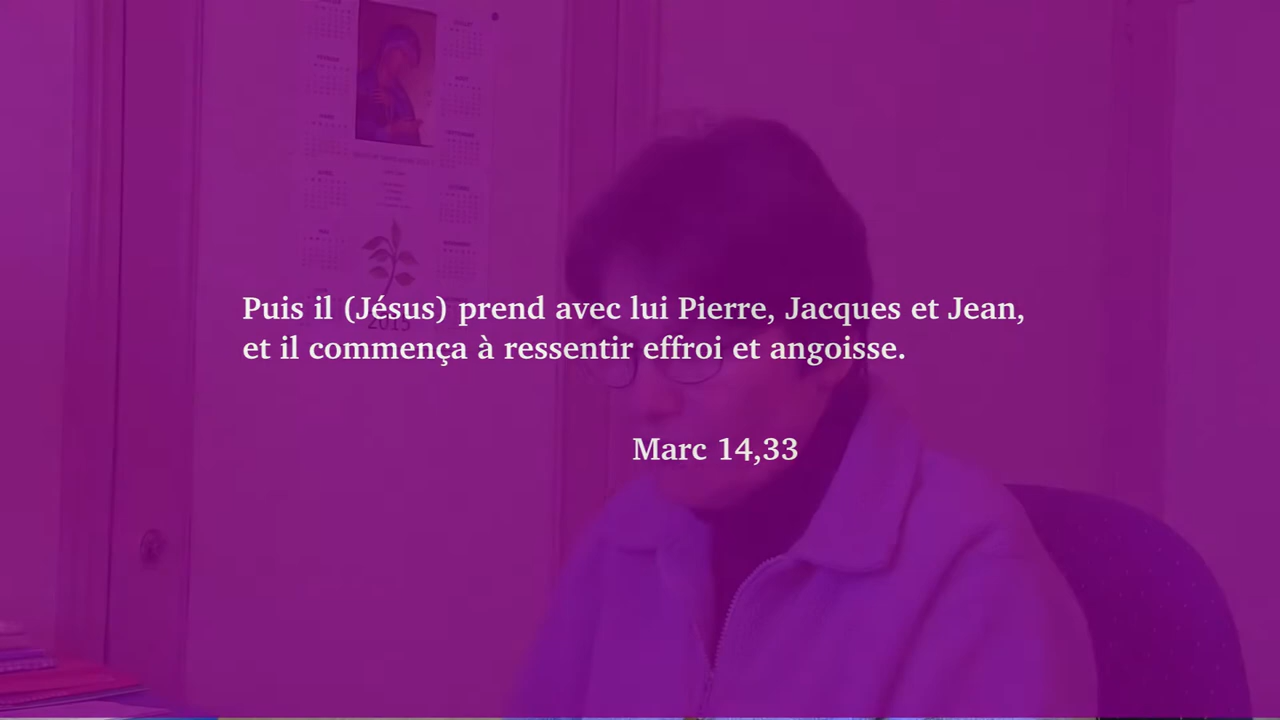 Puis il (Jésus) prend avec lui Pierre, Jacques et Jean,
et il commença à ressentir effroi et angoisse.
Marc 14,33
2015